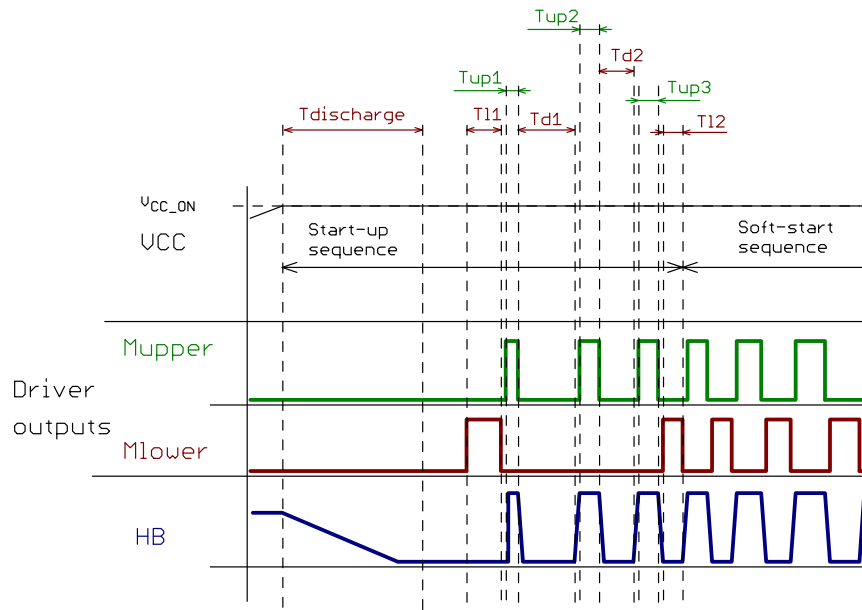 Tup2
Td2
Tup1
Tup3
Tdischarge
Tl1
Td1
Tl2
VCC_ON
VCC
Start-up
sequence
Soft-start
sequence
Mupper
Driver
outputs
Mlower
HB